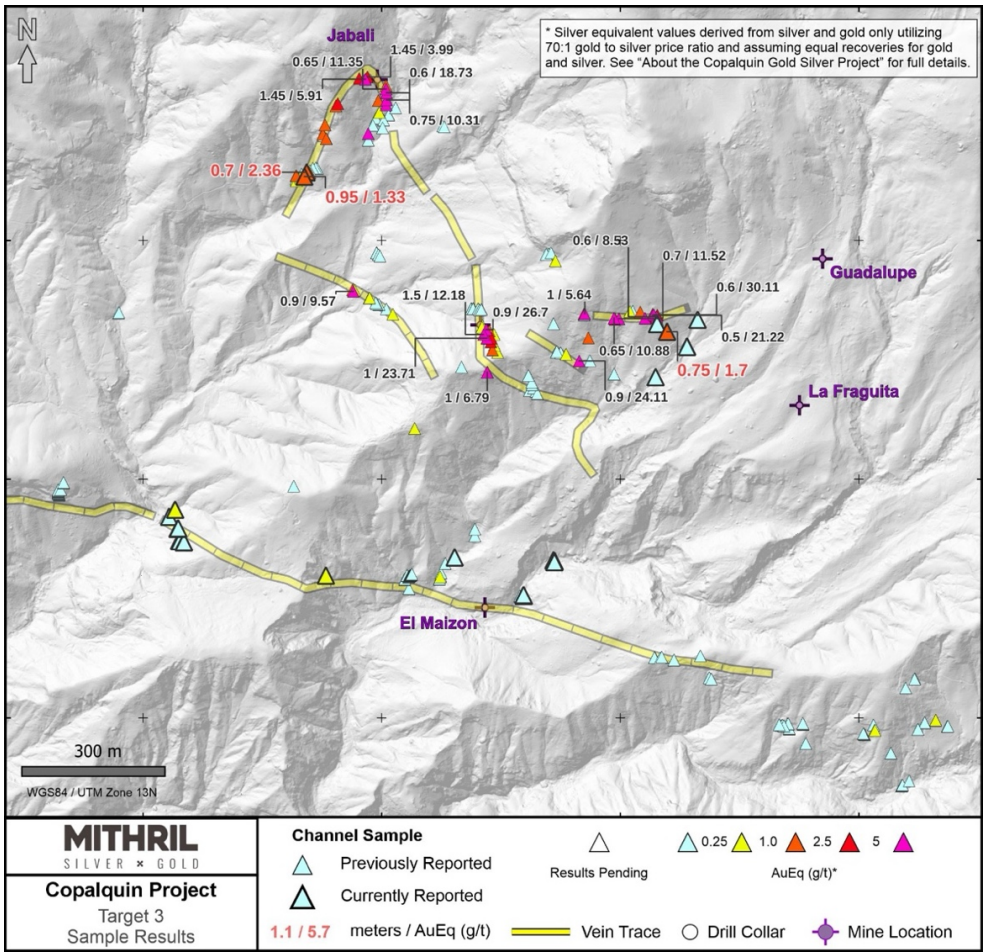 N
Jabali
* Silver equivalent values derived from silver and gold only utilizing
70:1 gold to silver price ratio and assuming equal recoveries for gold
and silver. See “About the Copalquin Gold Silver Project” for full details.
1.45 / 3.99
0.65 / 11.35
0.6 / 18.73
1.45 / 5.91
0.75 / 10.31
0.7 / 2.36
0.95 / 1.33
0.6 / 8.53
0.7 / 11.52
Guadalupe
0.9 / 9.57
1.5 / 12.18
0.9 / 26.7
1 / 5.64
0.6 / 30.11
0.5 / 21.22
0.65 / 10.88
1 / 23.71
0.75 / 1.7
1 / 6.79
0.9 / 24.11
La Fraguita
El Maizon
300 m
WGS84 / UTM Zone 13N
MITHRIL
SILVER × GOLD
Copalquin Project
Target 3
Sample Results
Channel Sample
Previously Reported
Currently Reported
Results Pending
0.25 1.0 2.5 5
AuEq (g/t)*
1.1 / 5.7 meters / AuEq (g/t)
Vein Trace
Drill Collar
Mine Location